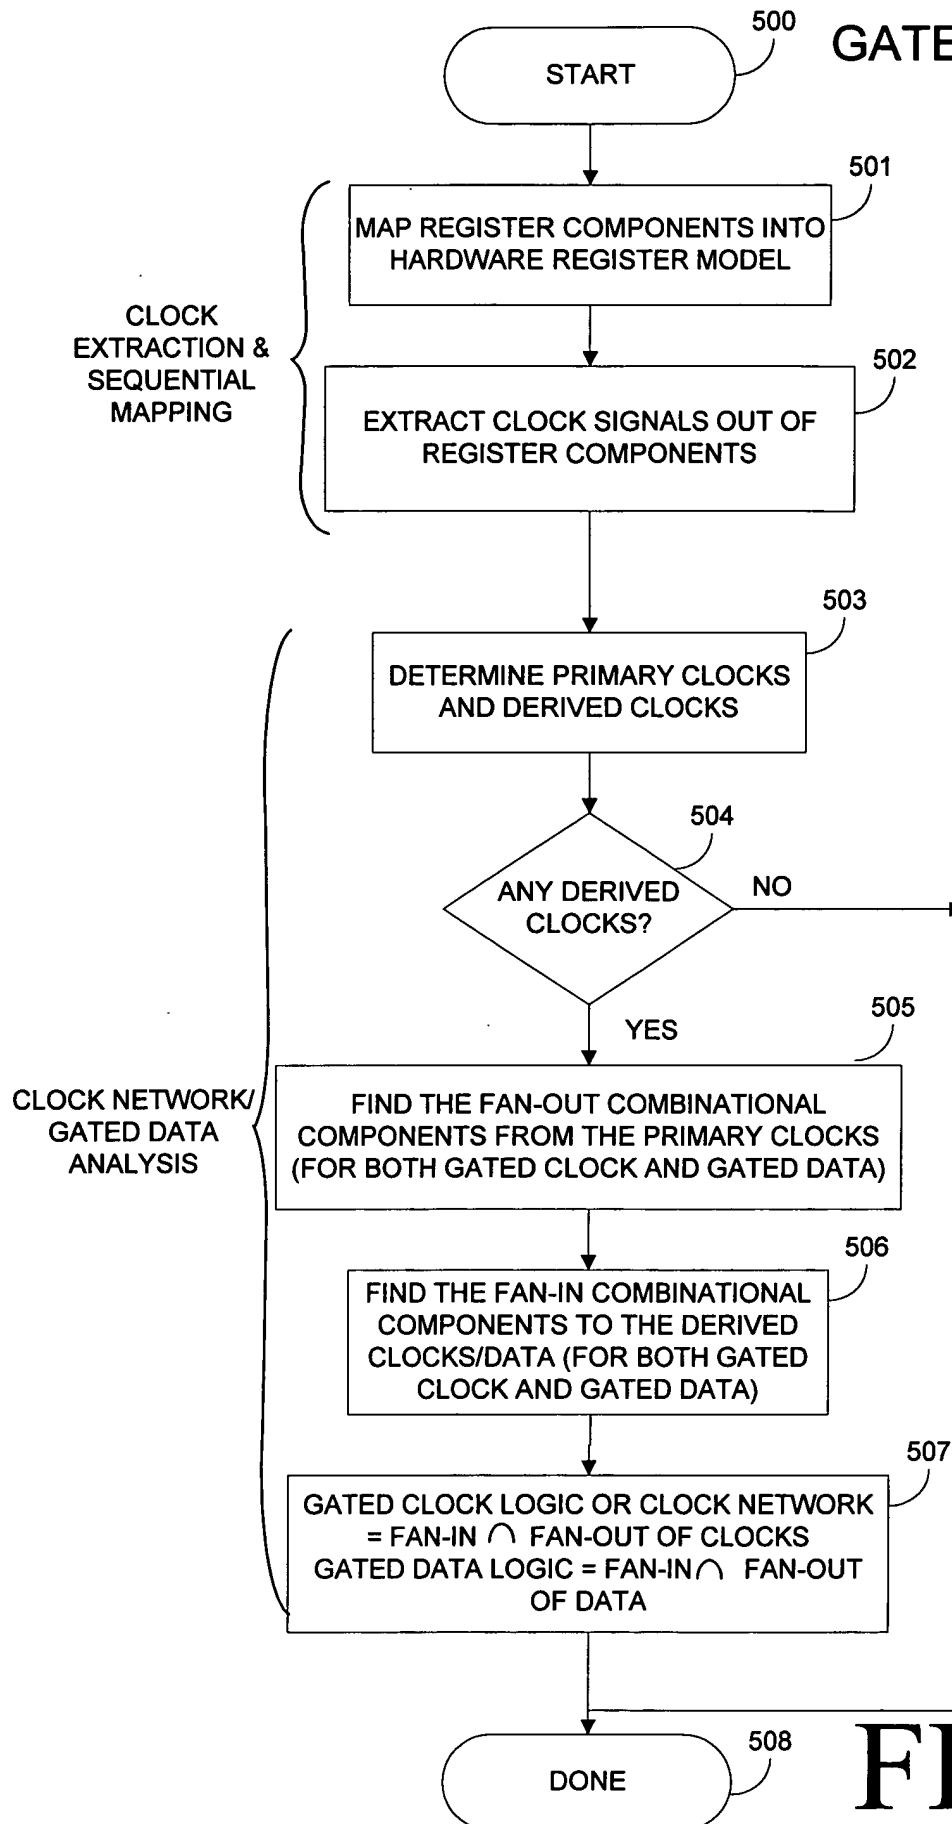 500
GATE
START
501
MAP REGISTER COMPONENTS INTO
HARDWARE REGISTER MODEL
CLOCK
EXTRACTION &
SEQUENTIAL
MAPPING
502
EXTRACT CLOCK SIGNALS OUT OF
REGISTER COMPONENTS
503
DETERMINE PRIMARY CLOCKS
AND DERIVED CLOCKS
504
ANY DERIVED
CLOCKS?
NO
YES
505
CLOCK NETWORK/
GATED DATA
ANALYSIS
FIND THE FAN-OUT COMBINATIONAL
COMPONENTS FROM THE PRIMARY CLOCKS
(FOR BOTH GATED CLOCK AND GATED DATA)
506
FIND THE FAN-IN COMBINATIONAL
COMPONENTS TO THE DERIVED
CLOCKS/DATA (FOR BOTH GATED
CLOCK AND GATED DATA)
507
GATED CLOCK LOGIC OR CLOCK NETWORK
= FAN-IN ∩ FAN-OUT OF CLOCKS
GATED DATA LOGIC = FAN-IN ∩ FAN-OUT
OF DATA
508
DONE